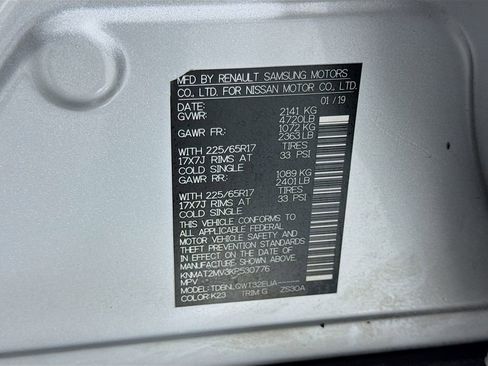 MFD BY RENAULT SAMSUNG MOTORS
CO., LTD. FOR NISSAN MOTOR CO., LTD.
DATE: 01 / 19
GVWR: 2141 KG
4720LB
GAWR FR: 1072 KG
2363 LB
WITH 225/65R17 TIRES
17X7J RIMS AT 33 PSI
COLD SINGLE
GAWR RR: 1089 KG
2401 LB
WITH 225/65R17 TIRES
17X7J RIMS AT 33 PSI
COLD SINGLE
THIS VEHICLE CONFORMS TO
ALL APPLICABLE FEDERAL
MOTOR VEHICLE SAFETY AND
THEFT PREVENTION STANDARDS
IN EFFECT ON THE DATE OF
MANUFACTURE SHOWN ABOVE.
KNMAT2MV3KP530776
MPV
MODEL:
COLOR:K23 TRIM:G ZS30A